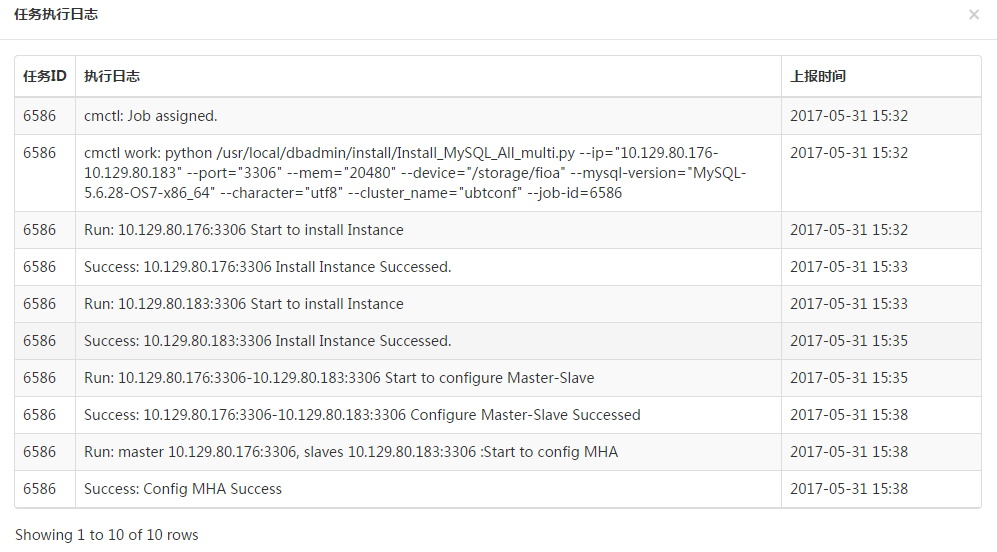 任务执行日志
×
任务ID 执行日志 上报时间
6586 cmctl: Job assigned. 2017-05-31 15:32
6586 cmctl work: python /usr/local/dbadmin/install/Install_MySQL_All_multi.py --ip="10.129.80.176- 2017-05-31 15:32
10.129.80.183" --port="3306" --mem="20480" --device="/storage/fioa" --mysql-version="MySQL-
5.6.28-OS7-x86_64" --character="utf8" --cluster_name="ubtconf" --job-id=6586
6586 Run: 10.129.80.176:3306 Start to install Instance 2017-05-31 15:32
6586 Success: 10.129.80.176:3306 Install Instance Successed. 2017-05-31 15:33
6586 Run: 10.129.80.183:3306 Start to install Instance 2017-05-31 15:33
6586 Success: 10.129.80.183:3306 Install Instance Successed. 2017-05-31 15:35
6586 Run: 10.129.80.176:3306-10.129.80.183:3306 Start to configure Master-Slave 2017-05-31 15:35
6586 Success: 10.129.80.176:3306-10.129.80.183:3306 Configure Master-Slave Successed 2017-05-31 15:38
6586 Run: master 10.129.80.176:3306, slaves 10.129.80.183:3306 :Start to config MHA 2017-05-31 15:38
6586 Success: Config MHA Success 2017-05-31 15:38
Showing 1 to 10 of 10 rows